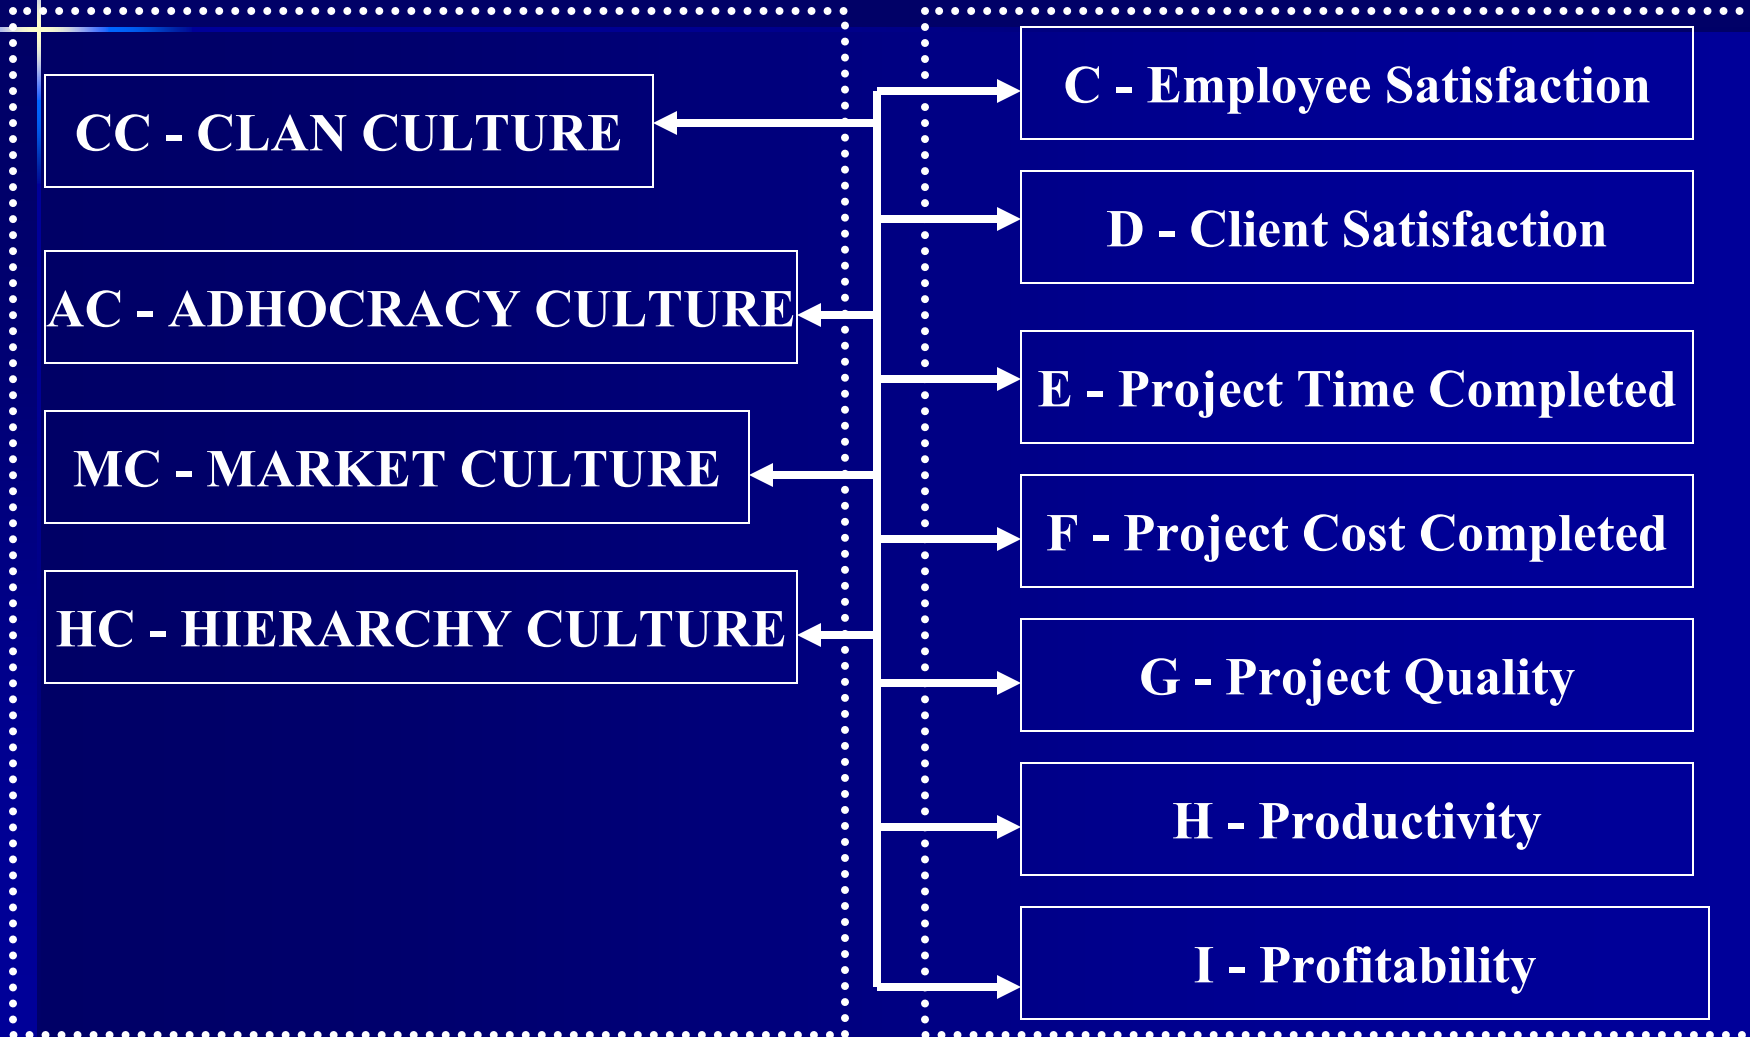 CC - CLAN CULTURE
AC - ADHOCRACY CULTURE
MC - MARKET CULTURE
HC - HIERARCHY CULTURE
C - Employee Satisfaction
D - Client Satisfaction
E - Project Time Completed
F - Project Cost Completed
G - Project Quality
H - Productivity
I - Profitability